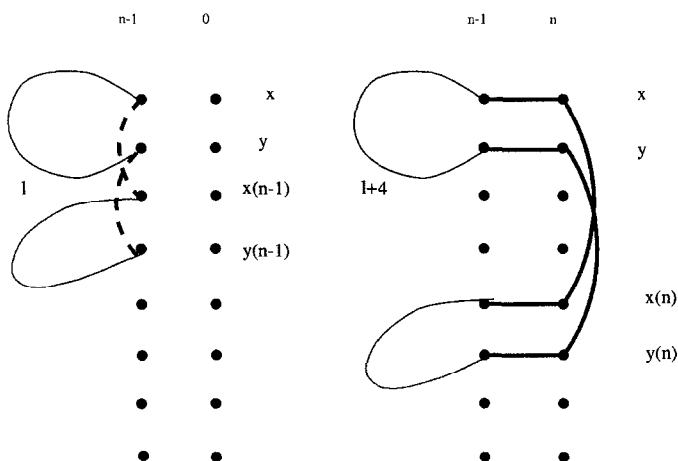 n-1 0 n-1 n
x x
y y
l x(n-1) l+4
y(n-1)
x(n)
y(n)